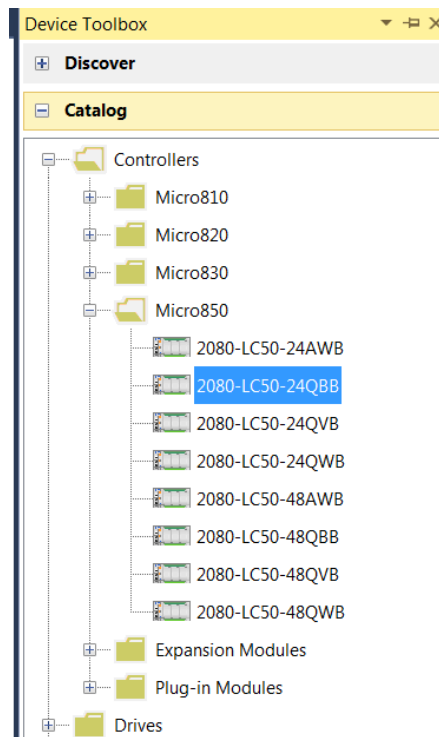 Device Toolbox
Discover
Catalog
Controllers
Micro810
Micro820
Micro830
Micro850
2080-LC50-24AWB
2080-LC50-24QBB
2080-LC50-24QVB
2080-LC50-24QWB
2080-LC50-48AWB
2080-LC50-48QBB
2080-LC50-48QVB
2080-LC50-48QWB
Expansion Modules
Plug-in Modules
Drives